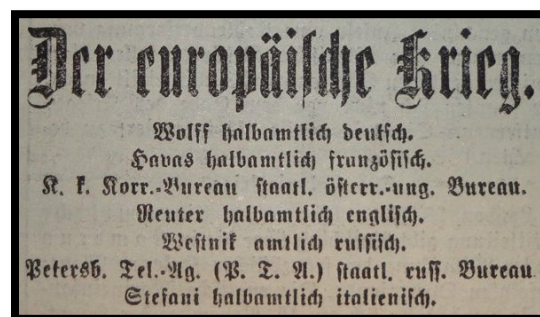 Der europäische Krieg.
Wolff halbamtlich deutsch.
Havas halbamtlich französisch.
K. k. Korr.-Bureau staatl. österr.-ung. Bureau.
Reuter halbamtlich englisch.
Westnik amtlich russisch.
Petersb. Tel.-Ag. (P. T. A.) staatl. russ. Bureau
Stefani halbamtlich italienisch.